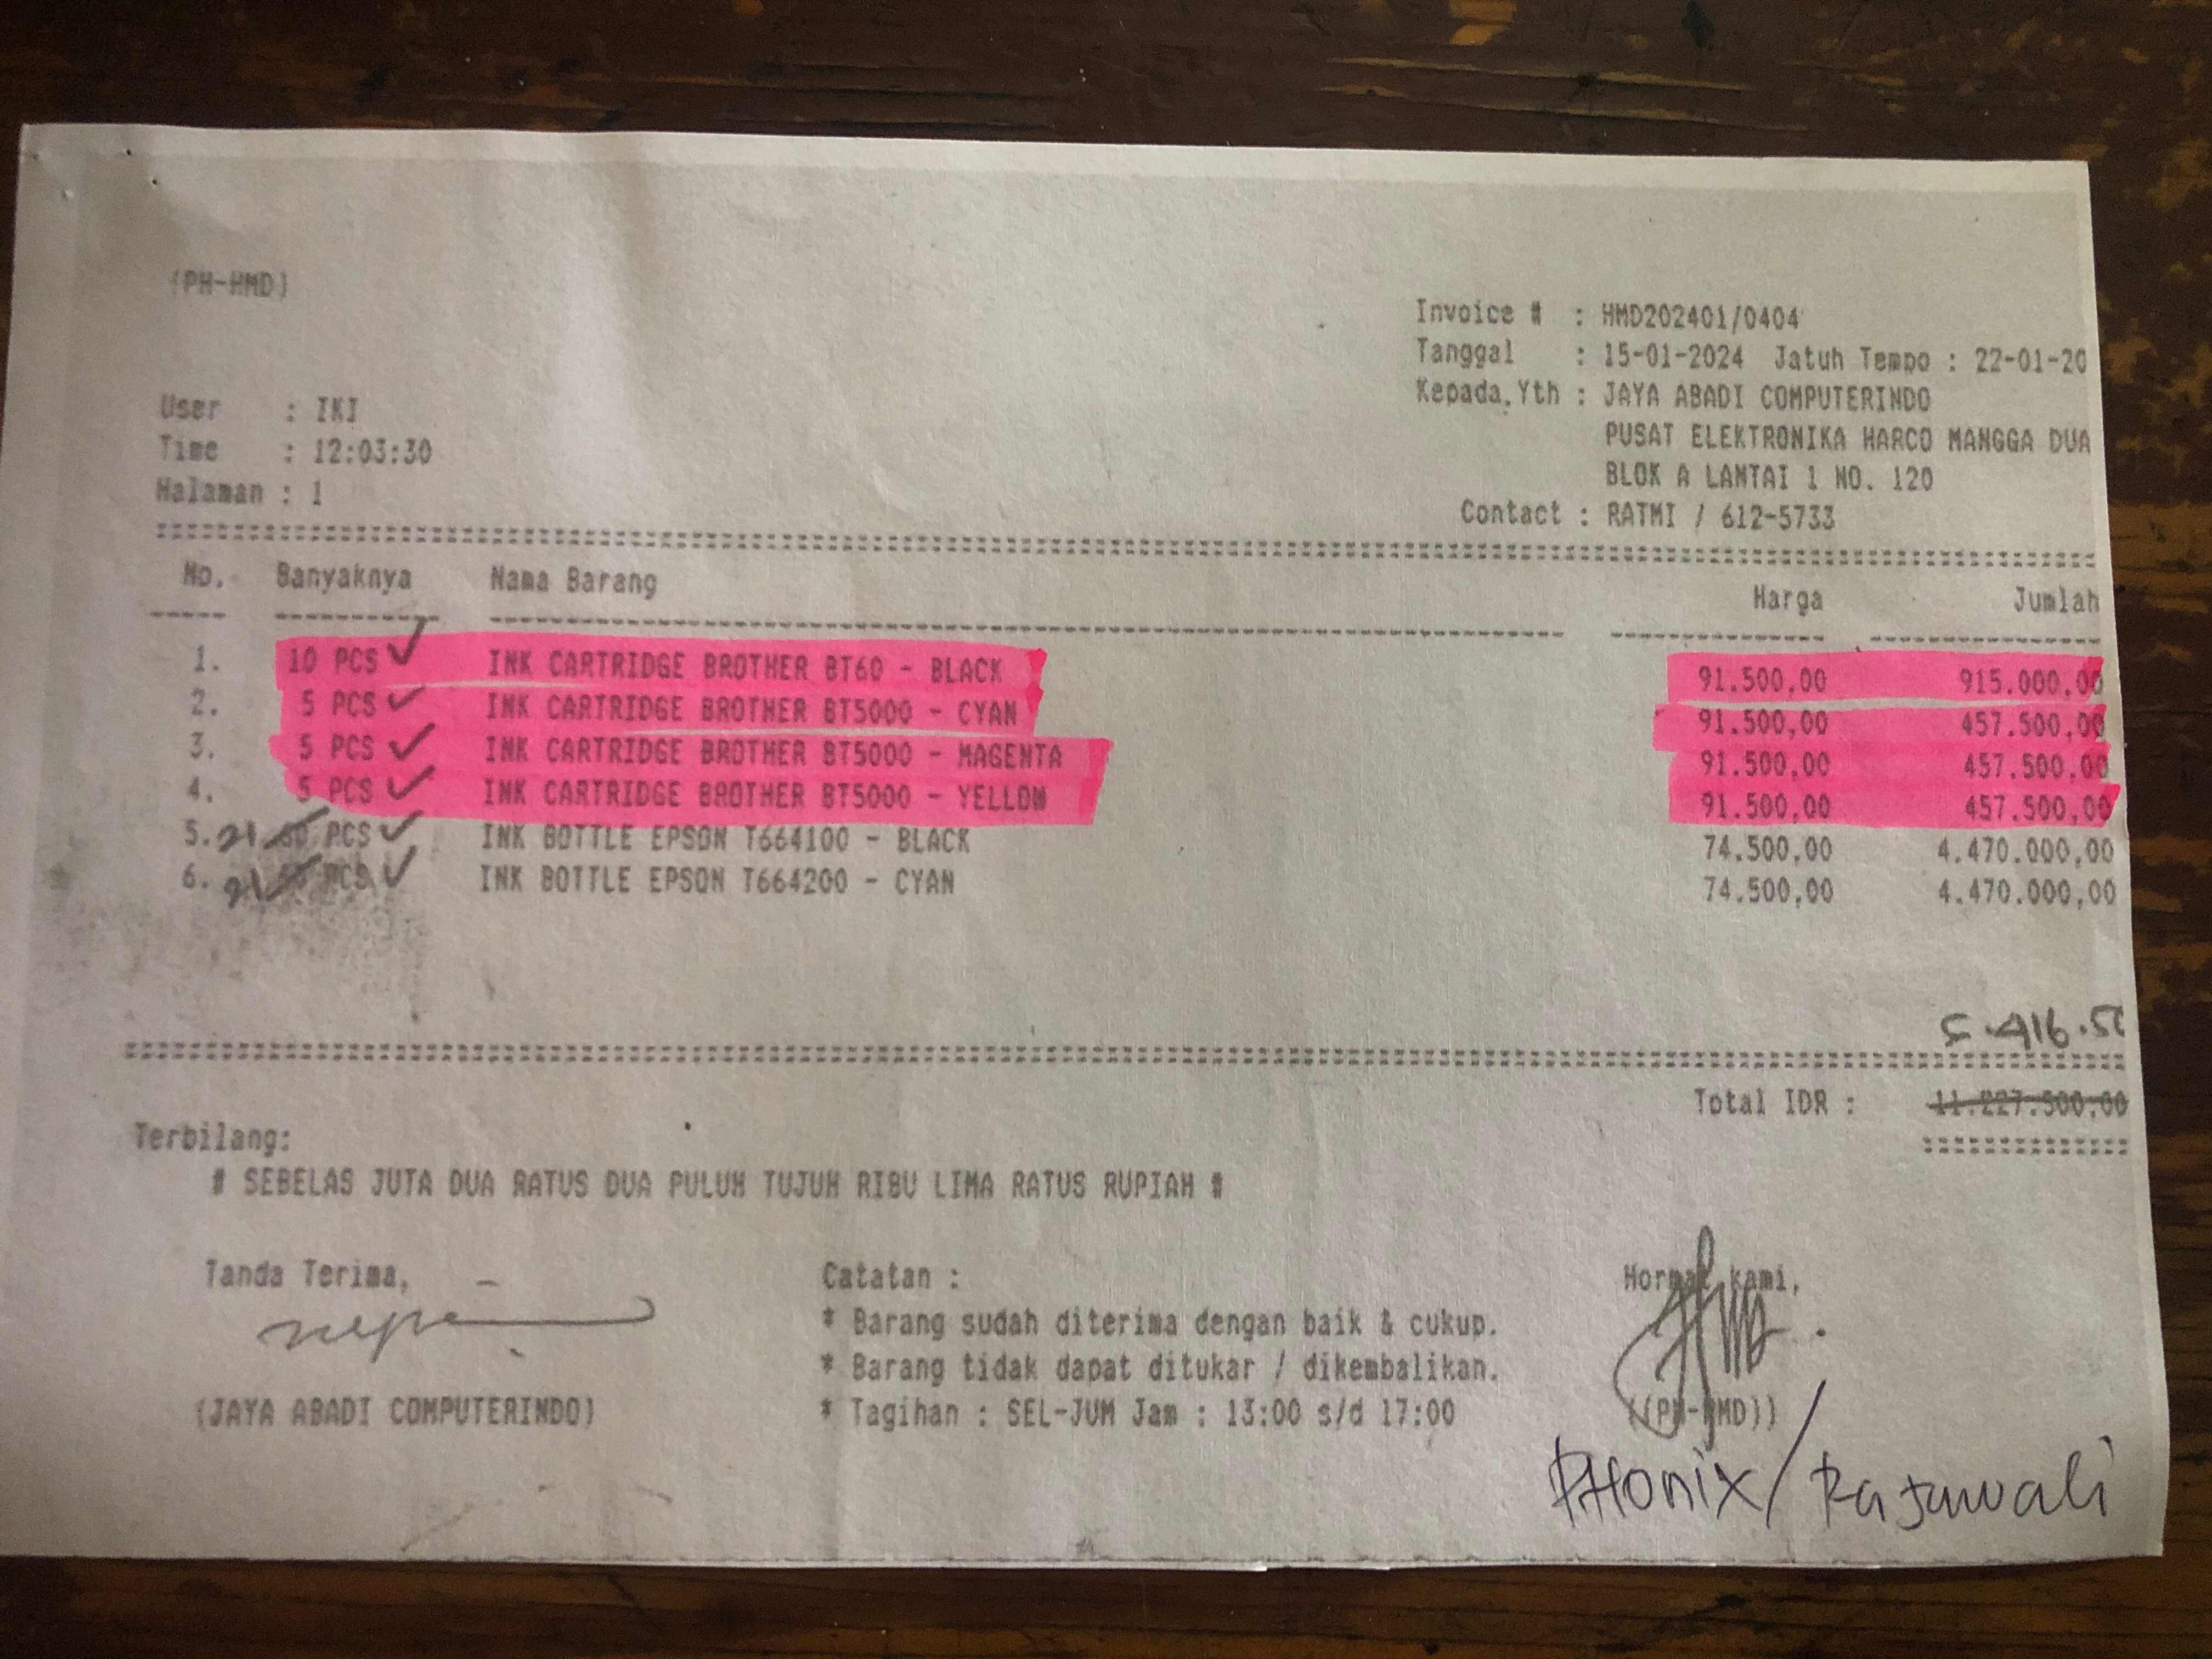 (PH-HMD)
Invoice # : HMD202401/0404
Tanggal : 15-01-2024 Jatuh Tempo : 22-01-20
Kepada.Yth : JAYA ABADI COMPUTERINDO
PUSAT ELEKTRONIKA HARCO MANGGA DUA
BLOK A LANTAI 1 NO. 120
Contact : RATMI / 612-5733
User : IKI
Time : 12:03:30
Halaman : 1
No. Banyaknya Nama Barang Harga Jumlah
1. 10 PCS ✓ INK CARTRIDGE BROTHER BT60 - BLACK 91.500,00 915.000,00
2. 5 PCS ✓ INK CARTRIDGE BROTHER BT5000 - CYAN 91.500,00 457.500,00
3. 5 PCS ✓ INK CARTRIDGE BROTHER BT5000 - MAGENTA 91.500,00 457.500,00
4. 5 PCS ✓ INK CARTRIDGE BROTHER BT5000 - YELLOW 91.500,00 457.500,00
5. 21 PCS ✓ INK BOTTLE EPSON T664100 - BLACK 74.500,00 4.470.000,00
6. 21 PCS ✓ INK BOTTLE EPSON T664200 - CYAN 74.500,00 4.470.000,00
5.416.50
Total IDR : 11.227.500,00
Terbilang:
# SEBELAS JUTA DUA RATUS DUA PULUH TUJUH RIBU LIMA RATUS RUPIAH #
Tanda Terima, Catatan : Hormat kami,
* Barang sudah diterima dengan baik & cukup.
* Barang tidak dapat ditukar / dikembalikan.
(JAYA ABADI COMPUTERINDO) * Tagihan : SEL-JUM Jam : 13:00 s/d 17:00 ((PH-HMD))
PHonix / Rajawali